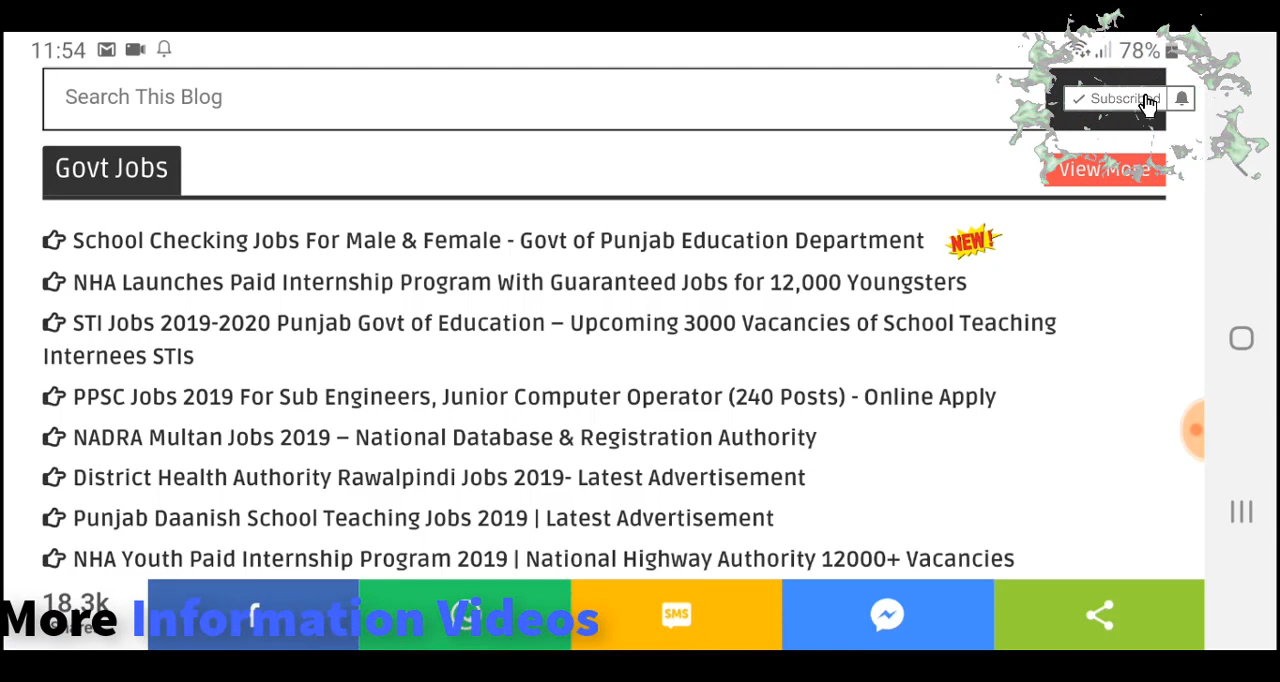 11:54
78%
Search This Blog
Subscribed
Govt Jobs
View More
School Checking Jobs For Male & Female - Govt of Punjab Education Department NEW!
NHA Launches Paid Internship Program With Guaranteed Jobs for 12,000 Youngsters
STI Jobs 2019-2020 Punjab Govt of Education – Upcoming 3000 Vacancies of School Teaching
Internees STIs
PPSC Jobs 2019 For Sub Engineers, Junior Computer Operator (240 Posts) - Online Apply
NADRA Multan Jobs 2019 – National Database & Registration Authority
District Health Authority Rawalpindi Jobs 2019- Latest Advertisement
Punjab Daanish School Teaching Jobs 2019 | Latest Advertisement
NHA Youth Paid Internship Program 2019 | National Highway Authority 12000+ Vacancies
18.3k
More Information Videos
SMS